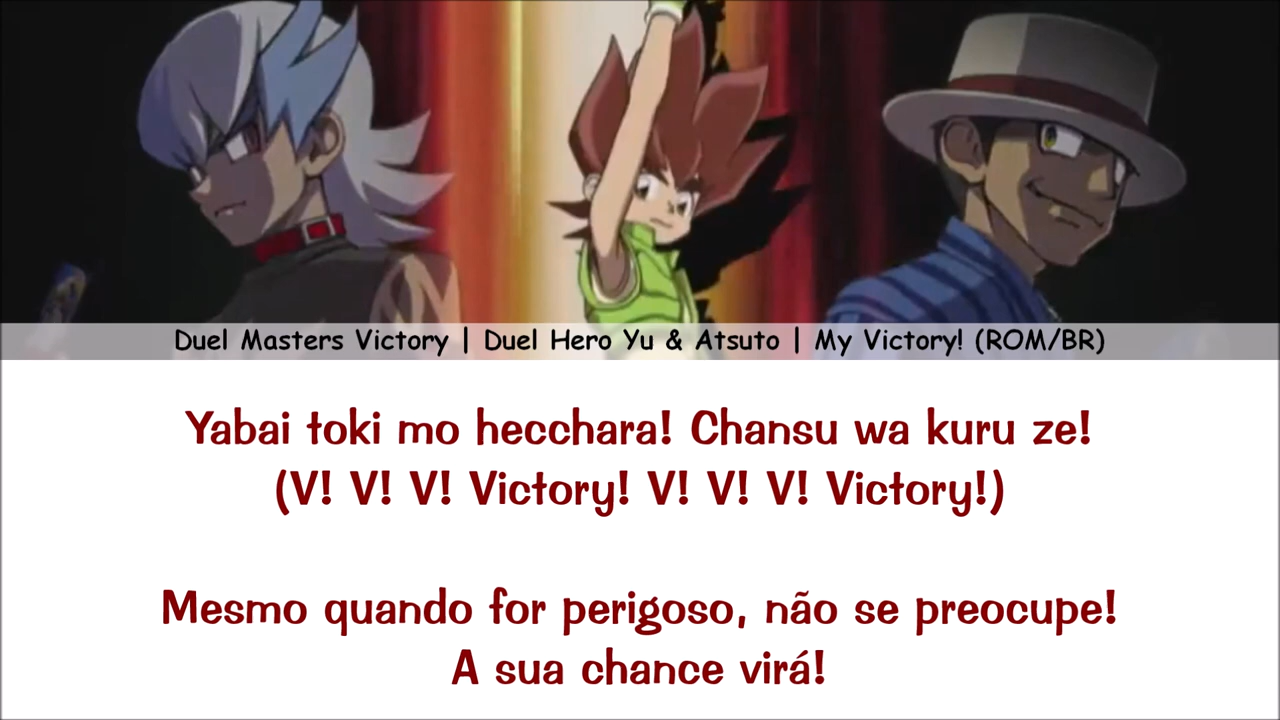 Duel Masters Victory | Duel Hero Yu & Atsuto | My Victory! (ROM/BR)
Yabai toki mo hecchara! Chansu wa kuru ze!
(V! V! V! Victory! V! V! V! Victory!)
Mesmo quando for perigoso, não se preocupe!
A sua chance virá!